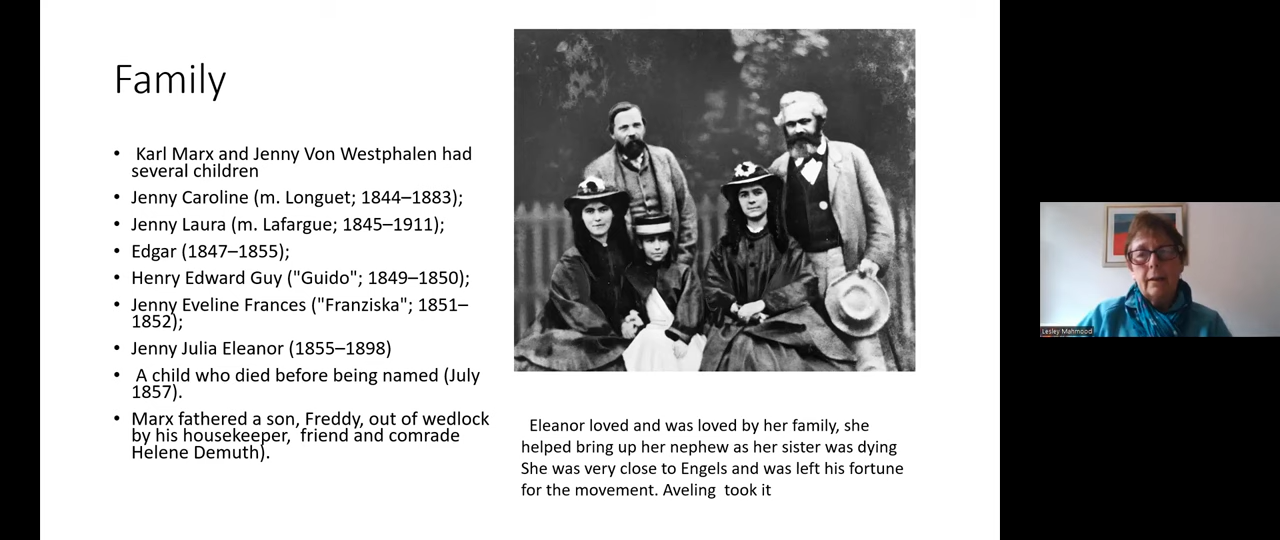 Family
• Karl Marx and Jenny Von Westphalen had
several children
• Jenny Caroline (m. Longuet; 1844–1883);
• Jenny Laura (m. Lafargue; 1845–1911);
• Edgar (1847–1855);
• Henry Edward Guy ("Guido"; 1849–1850);
• Jenny Eveline Frances ("Franziska"; 1851–
1852);
• Jenny Julia Eleanor (1855–1898)
• A child who died before being named (July
1857).
• Marx fathered a son, Freddy, out of wedlock
by his housekeeper, friend and comrade
Helene Demuth).
Eleanor loved and was loved by her family, she
helped bring up her nephew as her sister was dying
She was very close to Engels and was left his fortune
for the movement. Aveling took it
Lesley Mahmood